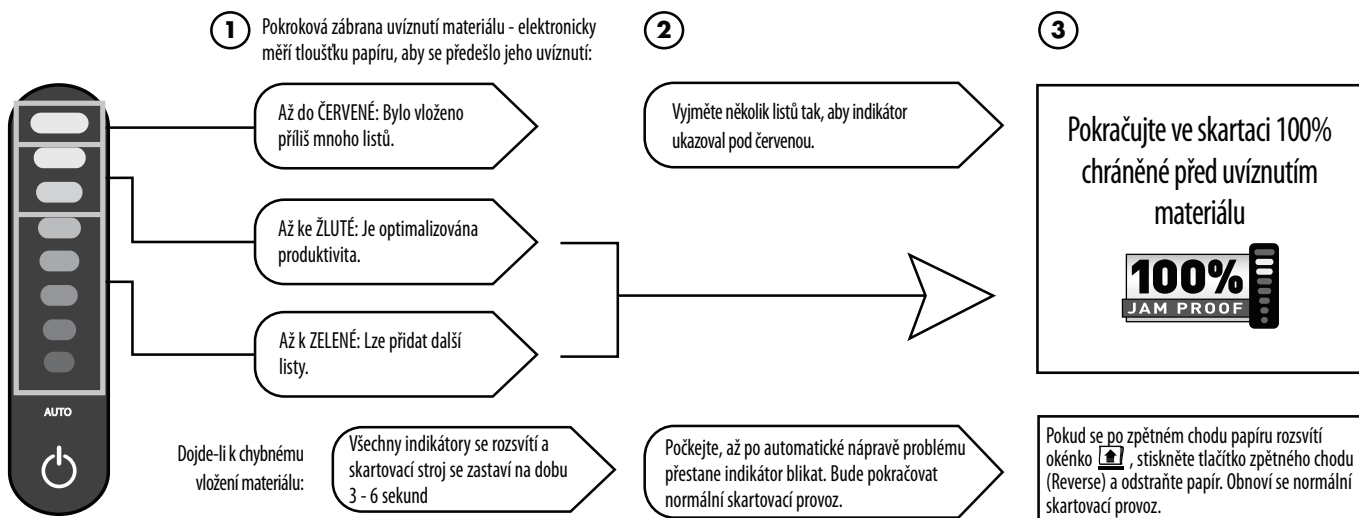 1
Pokroková zábrana uvíznutí materiálu - elektronicky
měří tloušťku papíru, aby se předešlo jeho uvíznutí:
Až do ČERVENÉ: Bylo vloženo
příliš mnoho listů.
Až ke ŽLUTÉ: Je optimalizována
produktivita.
Až k ZELENÉ: Lze přidat další
listy.
2
Vyjměte několik listů tak, aby indikátor
ukazoval pod červenou.
3
Pokračujte ve skartaci 100%
chráněné před uvíznutím
materiálu
100%
JAM PROOF
AUTO
Dojde-li k chybnému
vložení materiálu:
Všechny indikátory se rozsvítí a
skartovací stroj se zastaví na dobu
3 - 6 sekund
Počkejte, až po automatické nápravě problému
přestane indikátor blikat. Bude pokračovat
normální skartovací provoz.
Pokud se po zpětném chodu papíru rozsvítí
okénko , stiskněte tlačítko zpětného chodu
(Reverse) a odstraňte papír. Obnoví se normální
skartovací provoz.